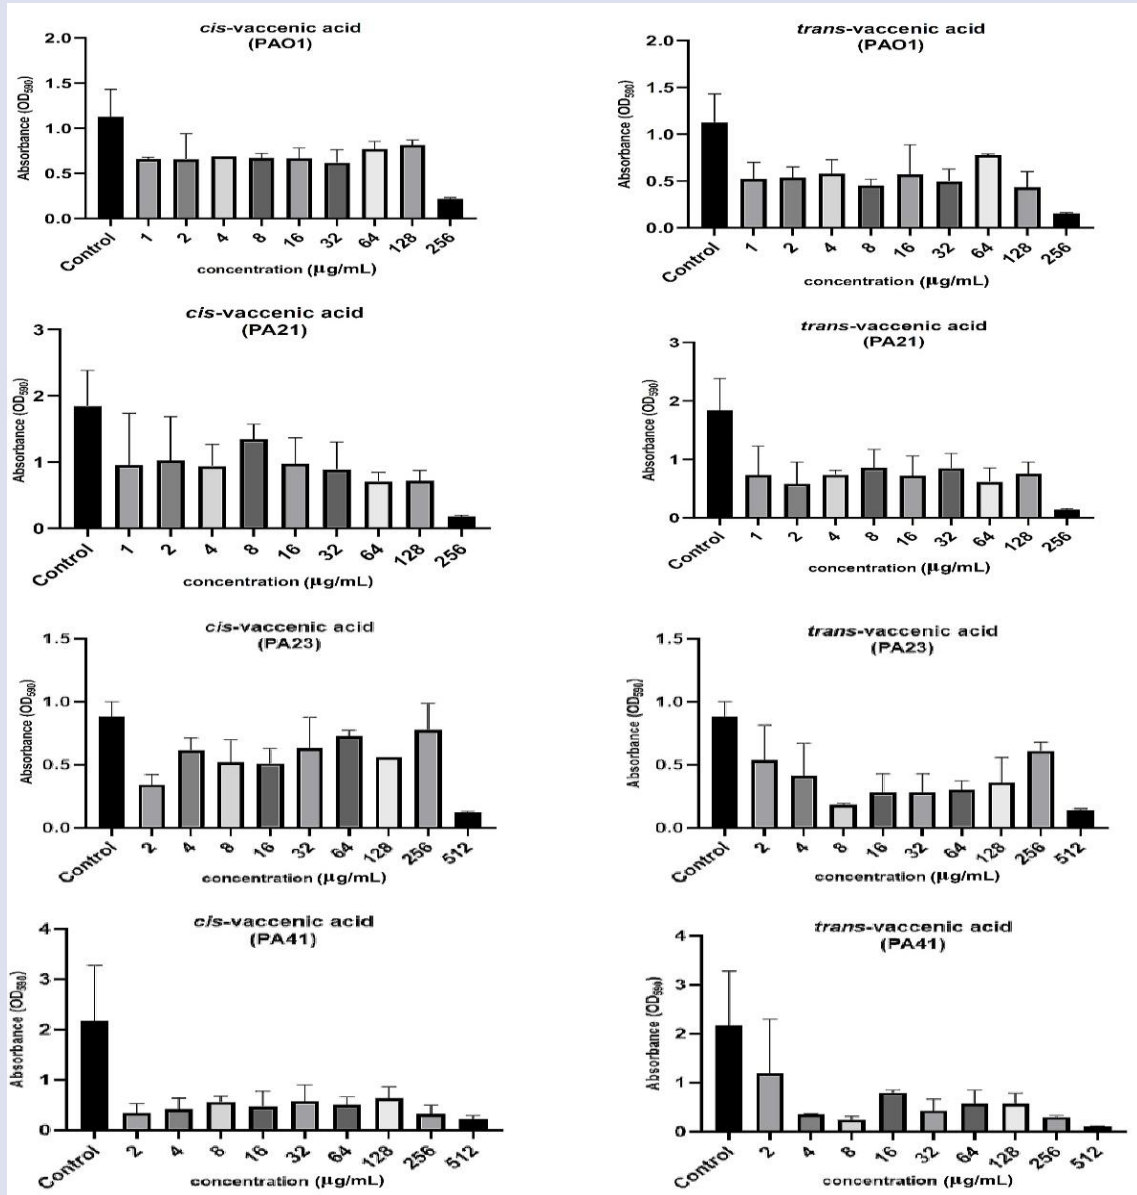 cis-vaccenic acid
(PAO1)
Absorbance (OD590)
2.0
1.5
1.0
0.5
0.0
Control 1 2 4 8 16 32 64 128 256
concentration (µg/mL)
trans-vaccenic acid
(PAO1)
Absorbance (OD590)
2.0
1.5
1.0
0.5
0.0
Control 1 2 4 8 16 32 64 128 256
concentration (µg/mL)
cis-vaccenic acid
(PA21)
Absorbance (OD590)
3
2
1
0
Control 1 2 4 8 16 32 64 128 256
concentration (µg/mL)
trans-vaccenic acid
(PA21)
Absorbance (OD590)
3
2
1
0
Control 1 2 4 8 16 32 64 128 256
concentration (µg/mL)
cis-vaccenic acid
(PA23)
Absorbance (OD590)
1.5
1.0
0.5
0.0
Control 2 4 8 16 32 64 128 256 512
concentration (µg/mL)
trans-vaccenic acid
(PA23)
Absorbance (OD590)
1.5
1.0
0.5
0.0
Control 2 4 8 16 32 64 128 256 512
concentration (µg/mL)
cis-vaccenic acid
(PA41)
Absorbance (OD590)
4
3
2
1
0
Control 2 4 8 16 32 64 128 256 512
concentration (µg/mL)
trans-vaccenic acid
(PA41)
Absorbance (OD590)
4
3
2
1
0
Control 2 4 8 16 32 64 128 256 512
concentration (µg/mL)